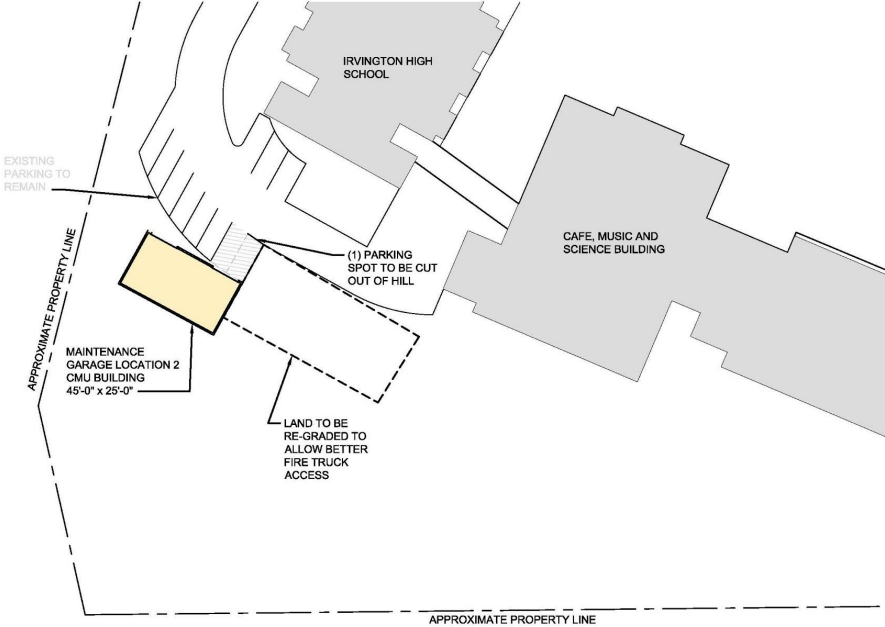 IRVINGTON HIGH
SCHOOL
EXISTING
PARKING TO
REMAIN
CAFE, MUSIC AND
SCIENCE BUILDING
(1) PARKING
SPOT TO BE CUT
OUT OF HILL
APPROXIMATE PROPERTY LINE
MAINTENANCE
GARAGE LOCATION 2
CMU BUILDING
45'-0" x 25'-0"
LAND TO BE
RE-GRADED TO
ALLOW BETTER
FIRE TRUCK
ACCESS
APPROXIMATE PROPERTY LINE